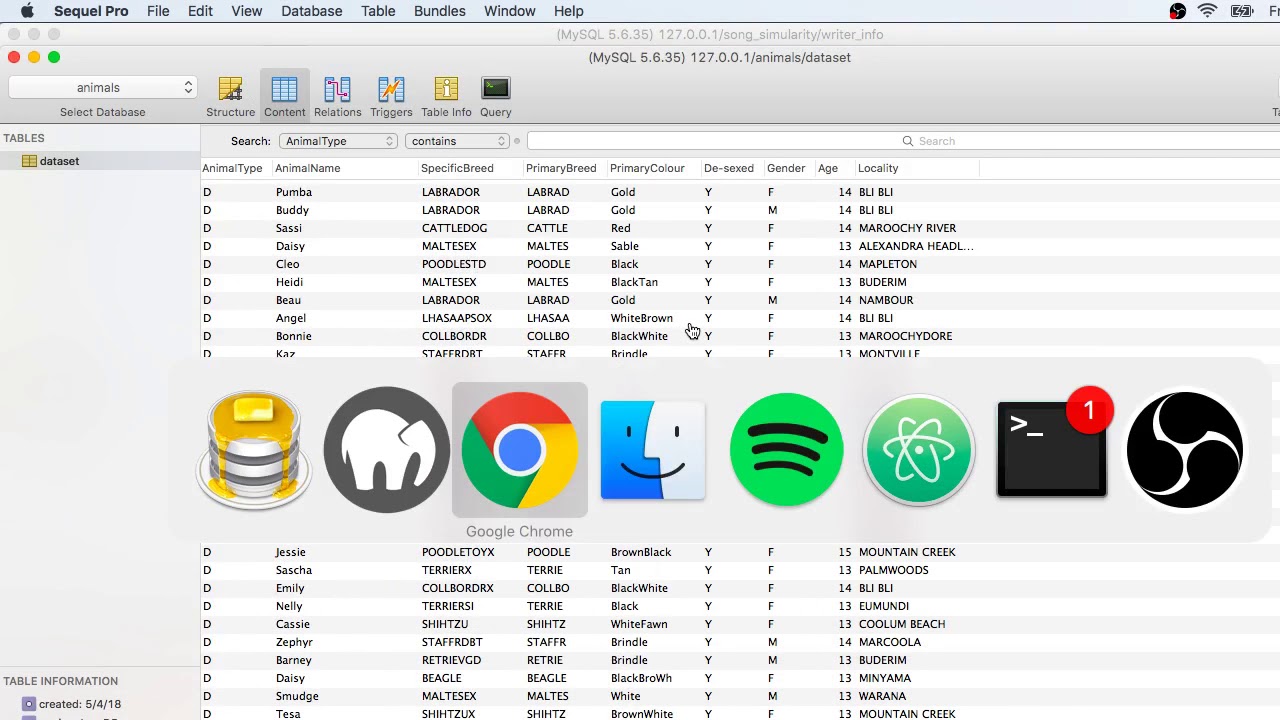 Sequel Pro File Edit View Database Table Bundles Window Help Fr
(MySQL 5.6.35) 127.0.0.1/song_simularity/writer_info
(MySQL 5.6.35) 127.0.0.1/animals/dataset
animals
Select Database Structure Content Relations Triggers Table Info Query Ta
TABLES
Search: AnimalType contains Search
dataset
AnimalType AnimalName SpecificBreed PrimaryBreed PrimaryColour De-sexed Gender Age Locality
D Pumba LABRADOR LABRAD Gold Y F 14 BLI BLI
D Buddy LABRADOR LABRAD Gold Y M 14 BLI BLI
D Sassi CATTLEDOG CATTLE Red Y F 14 MAROOCHY RIVER
D Daisy MALTESEX MALTES Sable Y F 13 ALEXANDRA HEADL...
D Cleo POODLESTD POODLE Black Y F 14 MAPLETON
D Heidi MALTESEX MALTES BlackTan Y F 13 BUDERIM
D Beau LABRADOR LABRAD Gold Y M 14 NAMBOUR
D Angel LHASAAPSOX LHASAA WhiteBrown Y F 14 BLI BLI
D Bonnie COLLBORDR COLLBO BlackWhite Y F 13 MAROOCHYDORE
D Kaz STAFFRDBT STAFFR Brindle Y F 13 MONTVILLE
>_ 1
Google Chrome
D Jessie POODLETOYX POODLE BrownBlack Y F 15 MOUNTAIN CREEK
D Sascha TERRIERX TERRIE Tan Y F 13 PALMWOODS
D Emily COLLBORDRX COLLBO BlackWhite Y F 14 BLI BLI
D Nelly TERRIERSI TERRIE Black Y F 13 EUMUNDI
D Cassie SHIHTZU SHIHTZ WhiteFawn Y F 13 COOLUM BEACH
D Zephyr STAFFRDBT STAFFR Brindle Y M 14 MARCOOLA
D Barney RETRIEVGD RETRIE Brindle Y M 13 BUDERIM
D Daisy BEAGLE BEAGLE BlackBroWh Y F 13 MINYAMA
D Smudge MALTESEX MALTES White Y M 13 WARANA
D Tesa SHIHTZUX SHIHTZ BrownWhite Y F 13 MOUNTAIN CREEK
TABLE INFORMATION
created: 5/4/18